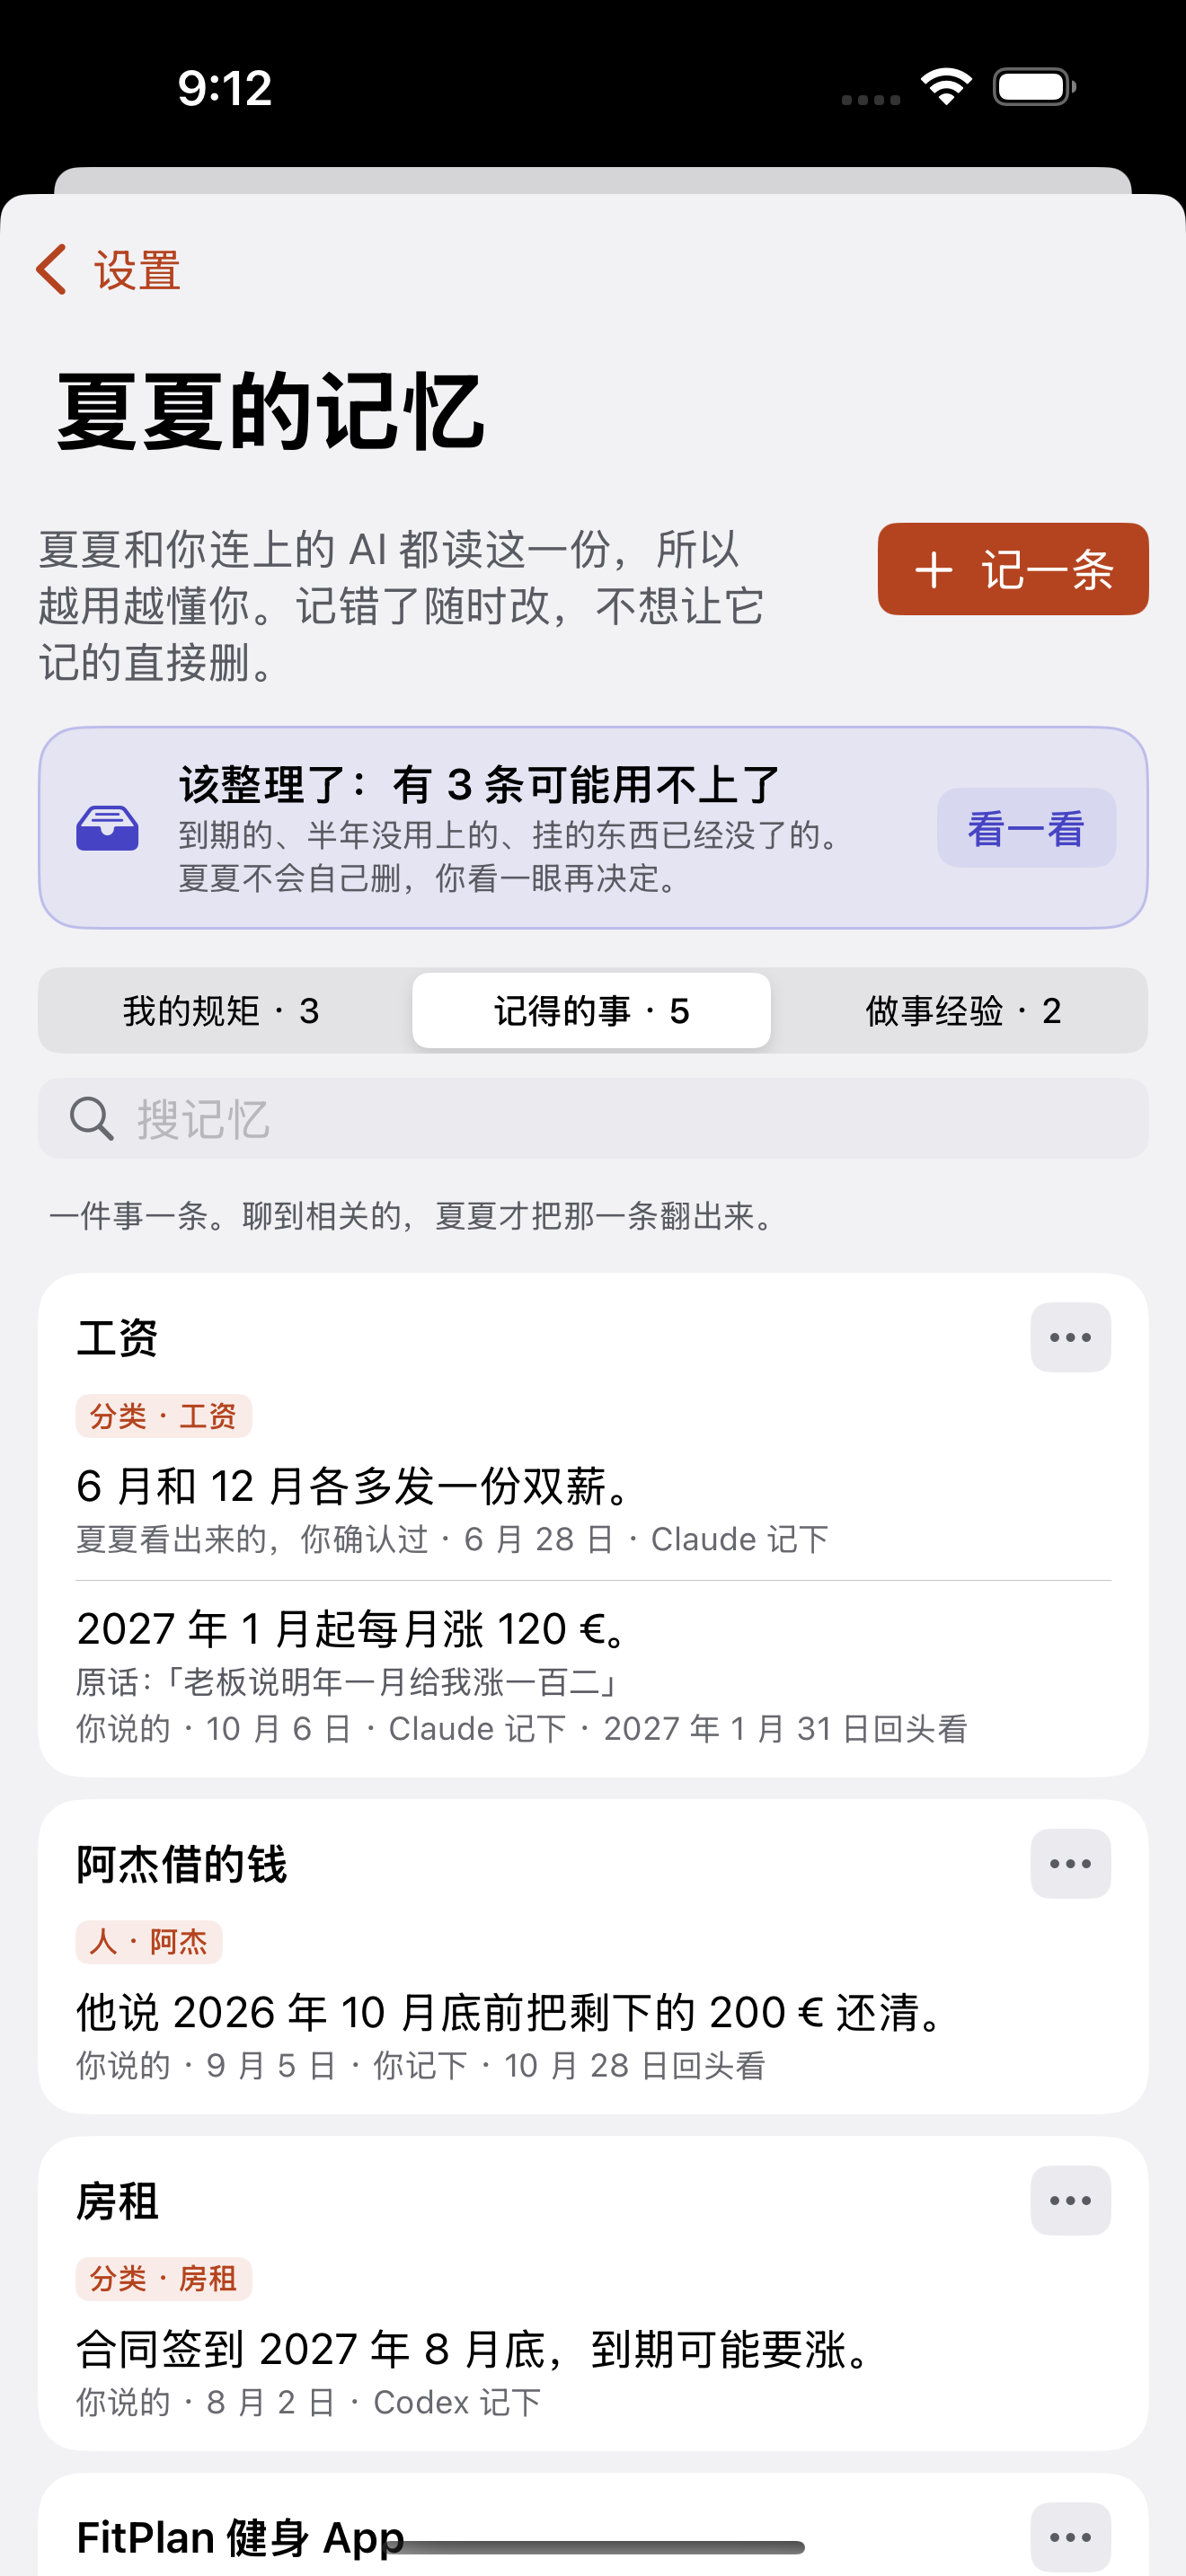 9:12
设置
夏夏的记忆
夏夏和你连上的 AI 都读这一份，所以
越用越懂你。记错了随时改，不想让它
记的直接删。
+ 记一条
该整理了：有 3 条可能用不上了
到期的、半年没用上的、挂的东西已经没了的。
夏夏不会自己删，你看一眼再决定。
看一看
我的规矩 · 3
记得的事 · 5
做事经验 · 2
搜记忆
一件事一条。聊到相关的，夏夏才把那一条翻出来。
工资
分类 · 工资
6 月和 12 月各多发一份双薪。
夏夏看出来的，你确认过 · 6 月 28 日 · Claude 记下
2027 年 1 月起每月涨 120 €。
原话：「老板说明年一月给我涨一百二」
你说的 · 10 月 6 日 · Claude 记下 · 2027 年 1 月 31 日回头看
阿杰借的钱
人 · 阿杰
他说 2026 年 10 月底前把剩下的 200 € 还清。
你说的 · 9 月 5 日 · 你记下 · 10 月 28 日回头看
房租
分类 · 房租
合同签到 2027 年 8 月底，到期可能要涨。
你说的 · 8 月 2 日 · Codex 记下
FitPlan 健身 App